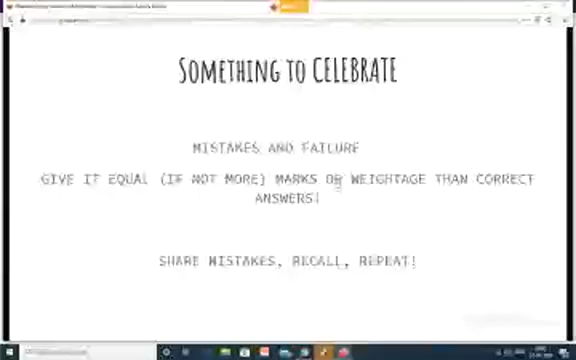 SOMETHING TO CELEBRATE
MISTAKES AND FAILURE
GIVE IT EQUAL (IF NOT MORE) MARKS OR WEIGHTAGE THAN CORRECT
ANSWERS!
SHARE MISTAKES, RECALL, REPEAT!